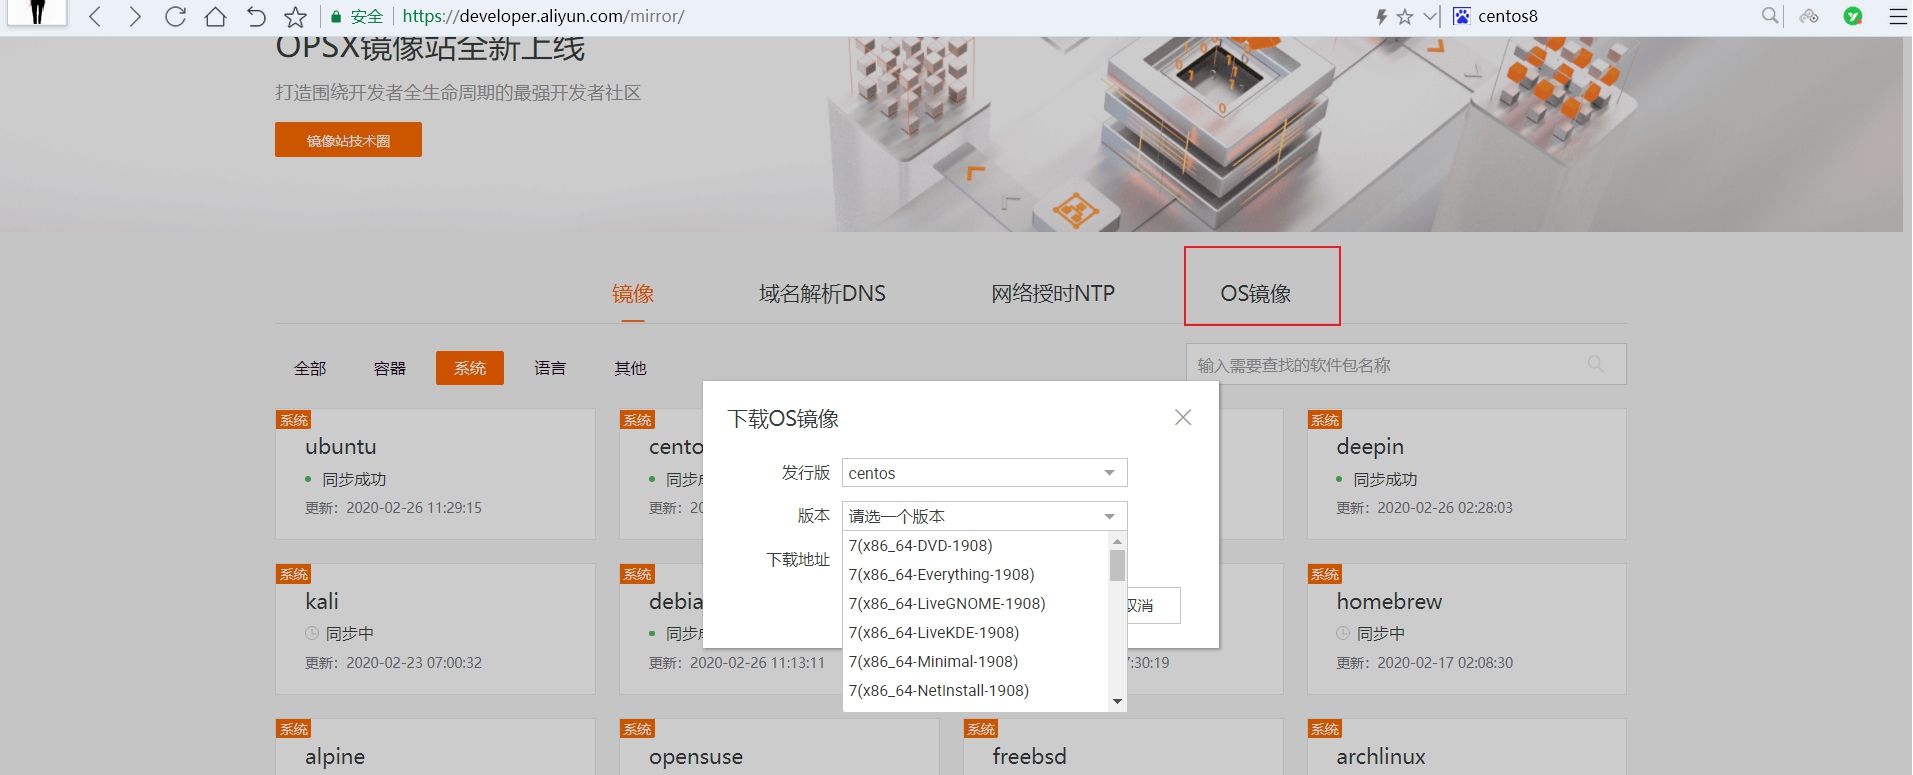 安全 https://developer.aliyun.com/mirror/ centos8
OPSX镜像站全新上线
打造围绕开发者全生命周期的最强开发者社区
镜像站技术圈
镜像 域名解析DNS 网络授时NTP OS镜像
全部 容器 系统 语言 其他 输入需要查找的软件包名称
系统
ubuntu
同步成功
更新：2020-02-26 11:29:15
系统
cento
同步成
更新：20
系统
deepin
同步成功
更新：2020-02-26 02:28:03
下载OS镜像
发行版 centos
版本 请选一个版本
7(x86_64-DVD-1908)
7(x86_64-Everything-1908)
7(x86_64-LiveGNOME-1908)
7(x86_64-LiveKDE-1908)
7(x86_64-Minimal-1908)
7(x86_64-NetInstall-1908)
下载地址
取消
系统
kali
同步中
更新：2020-02-23 07:00:32
系统
debia
同步成
更新：2020-02-26 11:13:11
7:30:19
系统
homebrew
同步中
更新：2020-02-17 02:08:30
系统
alpine
系统
opensuse
系统
freebsd
系统
archlinux